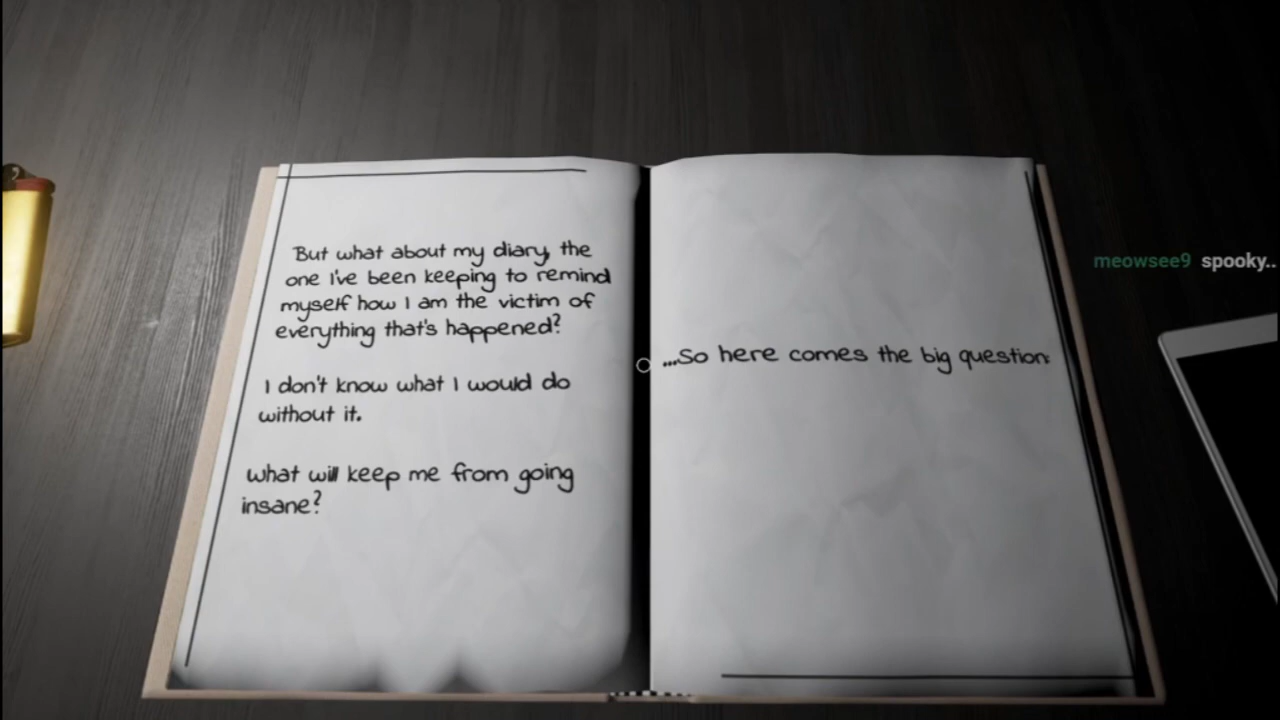 But what about my diary, the
one I've been keeping to remind
myself how I am the victim of
everything that's happened?
I don't know what I would do
without it.
What will keep me from going
insane?
...So here comes the big question:
meowsee9 spooky..